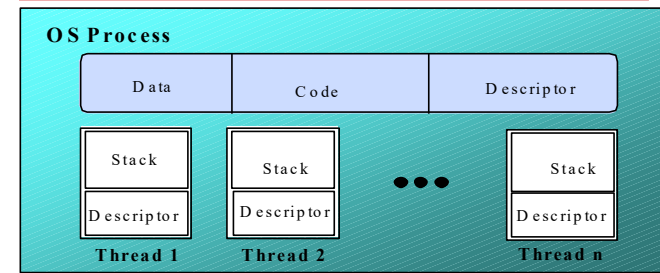 OS Process
Data Code Descriptor
Stack Stack Stack
Descriptor Descriptor Descriptor
Thread 1 Thread 2 Thread n